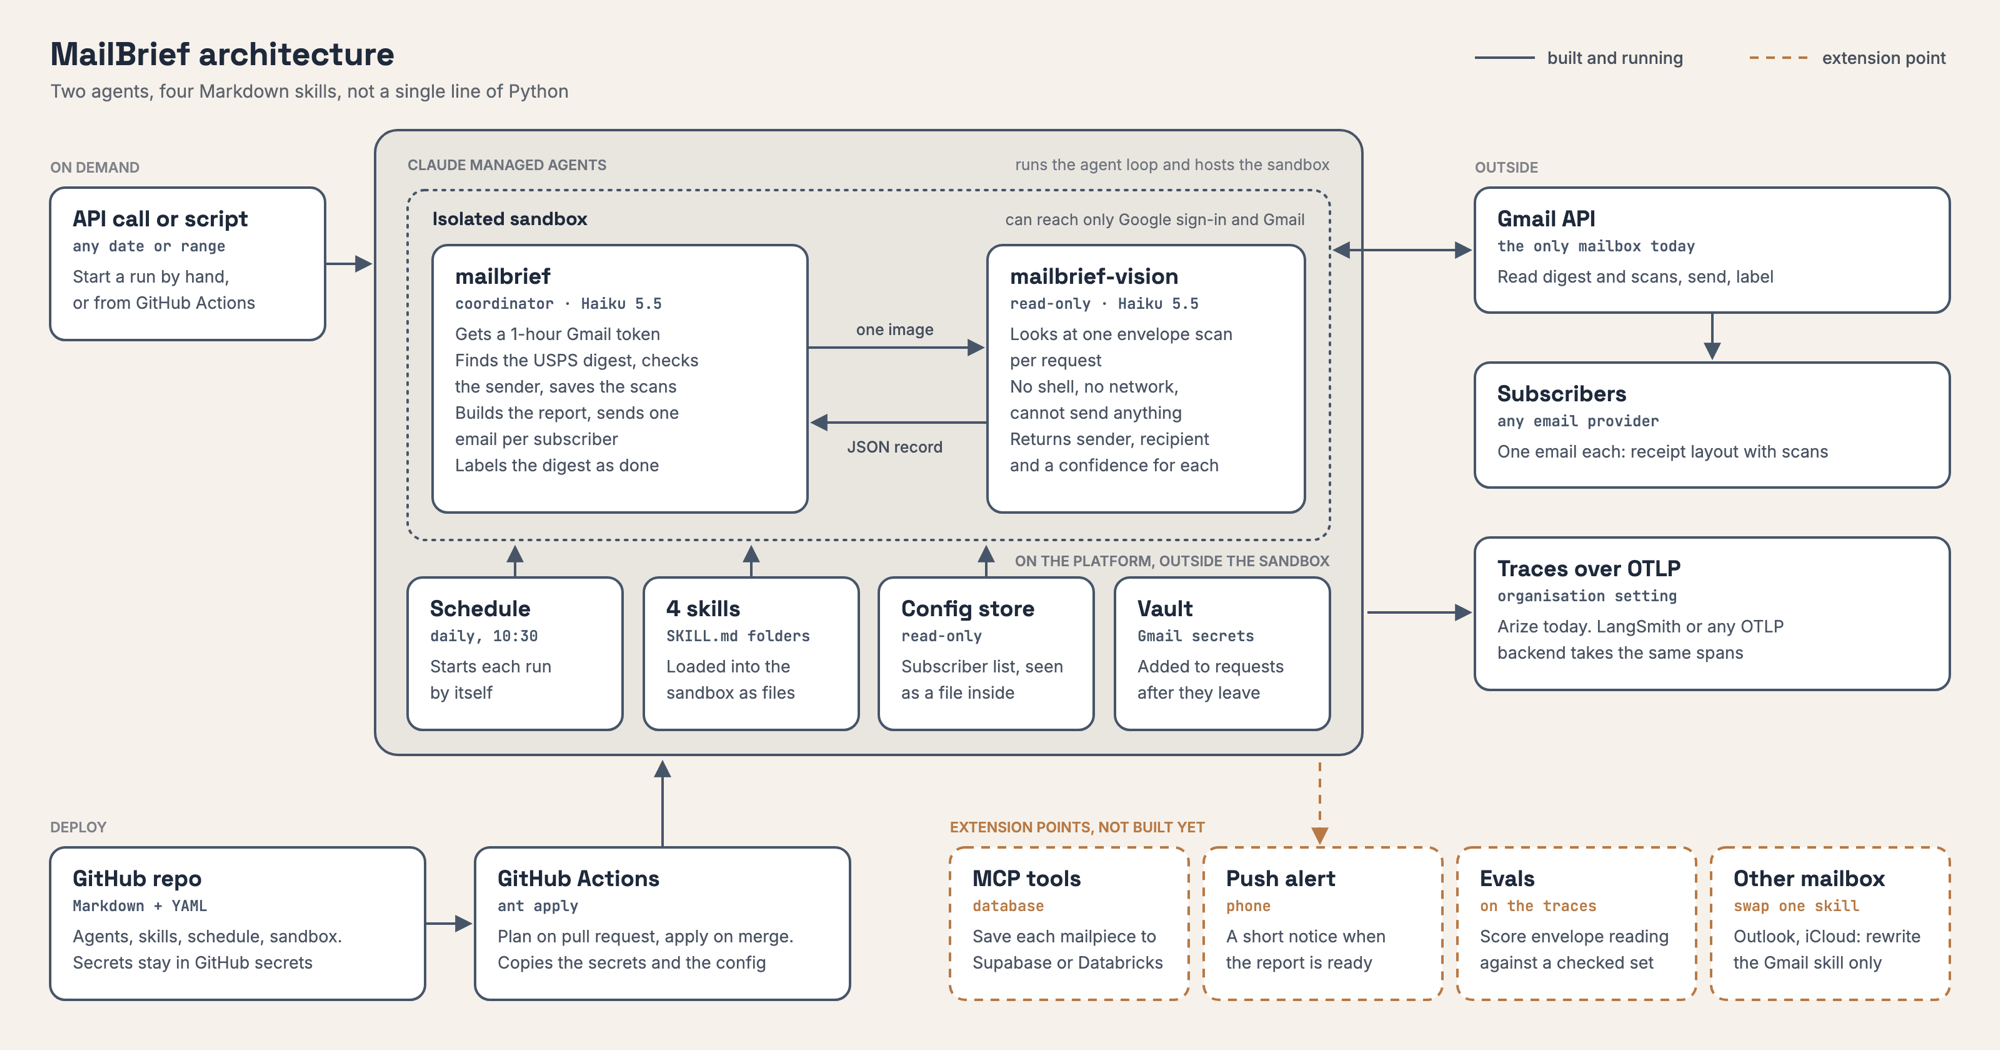 MailBrief architecture
Two agents, four Markdown skills, not a single line of Python
built and running
extension point
ON DEMAND
API call or script
any date or range
Start a run by hand,
or from GitHub Actions
CLAUDE MANAGED AGENTS
runs the agent loop and hosts the sandbox
Isolated sandbox
can reach only Google sign-in and Gmail
mailbrief
coordinator · Haiku 5.5
Gets a 1-hour Gmail token
Finds the USPS digest, checks
the sender, saves the scans
Builds the report, sends one
email per subscriber
Labels the digest as done
one image
JSON record
mailbrief-vision
read-only · Haiku 5.5
Looks at one envelope scan
per request
No shell, no network,
cannot send anything
Returns sender, recipient
and a confidence for each
ON THE PLATFORM, OUTSIDE THE SANDBOX
Schedule
daily, 10:30
Starts each run
by itself
4 skills
SKILL.md folders
Loaded into the
sandbox as files
Config store
read-only
Subscriber list, seen
as a file inside
Vault
Gmail secrets
Added to requests
after they leave
OUTSIDE
Gmail API
the only mailbox today
Read digest and scans, send, label
Subscribers
any email provider
One email each: receipt layout with scans
Traces over OTLP
organisation setting
Arize today. LangSmith or any OTLP
backend takes the same spans
DEPLOY
GitHub repo
Markdown + YAML
Agents, skills, schedule, sandbox.
Secrets stay in GitHub secrets
GitHub Actions
ant apply
Plan on pull request, apply on merge.
Copies the secrets and the config
EXTENSION POINTS, NOT BUILT YET
MCP tools
database
Save each mailpiece to
Supabase or Databricks
Push alert
phone
A short notice when
the report is ready
Evals
on the traces
Score envelope reading
against a checked set
Other mailbox
swap one skill
Outlook, iCloud: rewrite
the Gmail skill only